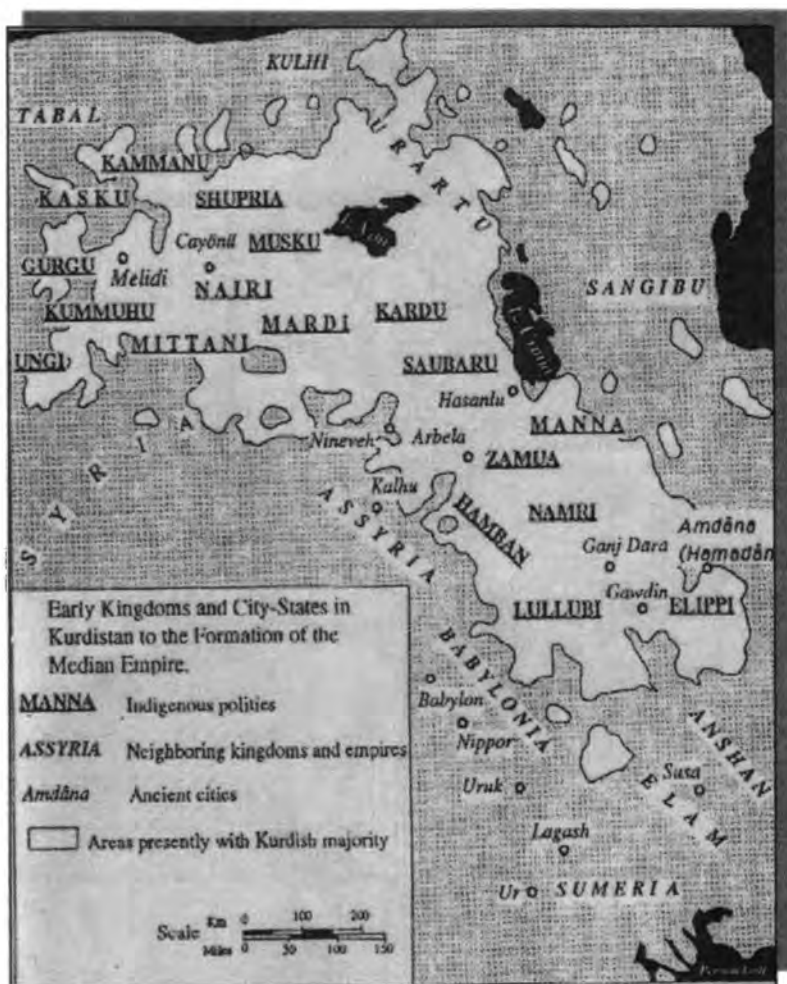 KULHI
TABAL
URARTU
KAMMANU
KASKU
SHUPRIA
MUSKU
L. Van
Cayönü
GURGU
Melidi
NAIRI
SANGIBU
KUMMUHU
MARDI
KARDU
L. Urmia
UNGI
MITTANI
SAUBARU
Hasanlu
MANNA
SYRIA
Nineveh
Arbela
ZAMUA
Kalhu
ASSYRIA
HAMBAN
NAMRI
Amdâna
(Hamadân
Ganj Dara
Gawdin
LULLUBI
ELIPPI
BABYLONIA
Babylon
Nippor
ANSHAN
Susa
ELAM
Uruk
Lagash
Ur
SUMERIA
Early Kingdoms and City-States in
Kurdistan to the Formation of the
Median Empire.
MANNA Indigenous polities
ASSYRIA Neighboring kingdoms and empires
Amdâna Ancient cities
Areas presently with Kurdish majority
Scale Km 0 100 200
Miles 0 50 100 150